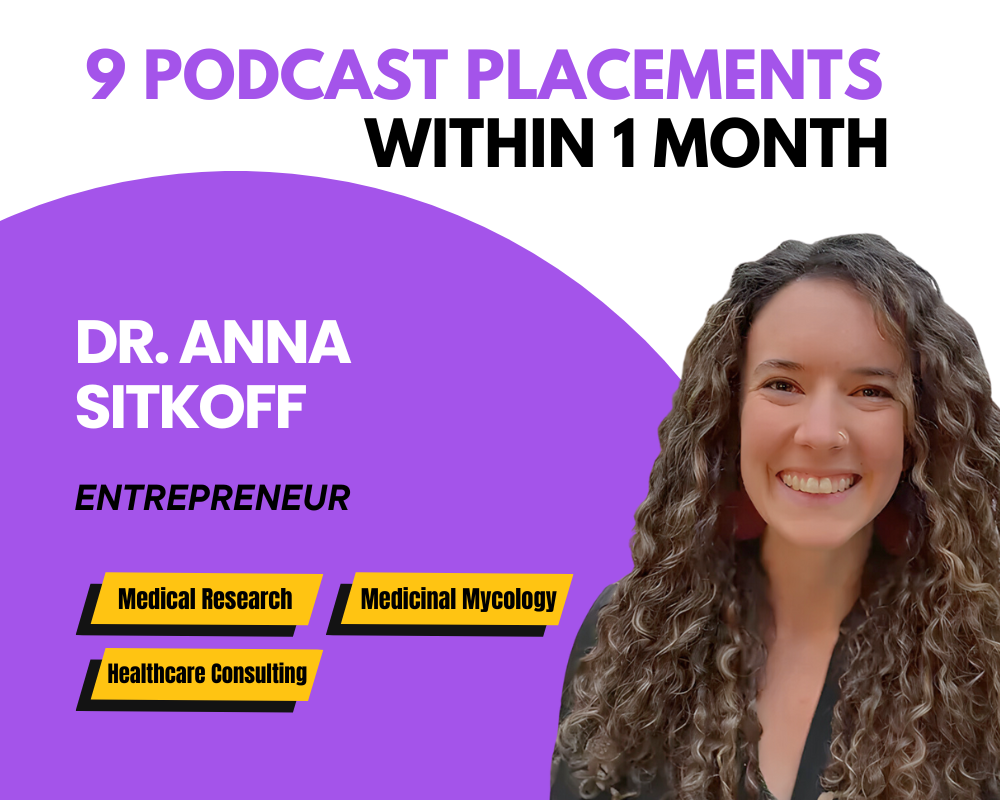 9 PODCAST PLACEMENTS
WITHIN 1 MONTH
DR. ANNA
SITKOFF
ENTREPRENEUR
Medical Research
Medicinal Mycology
Healthcare Consulting